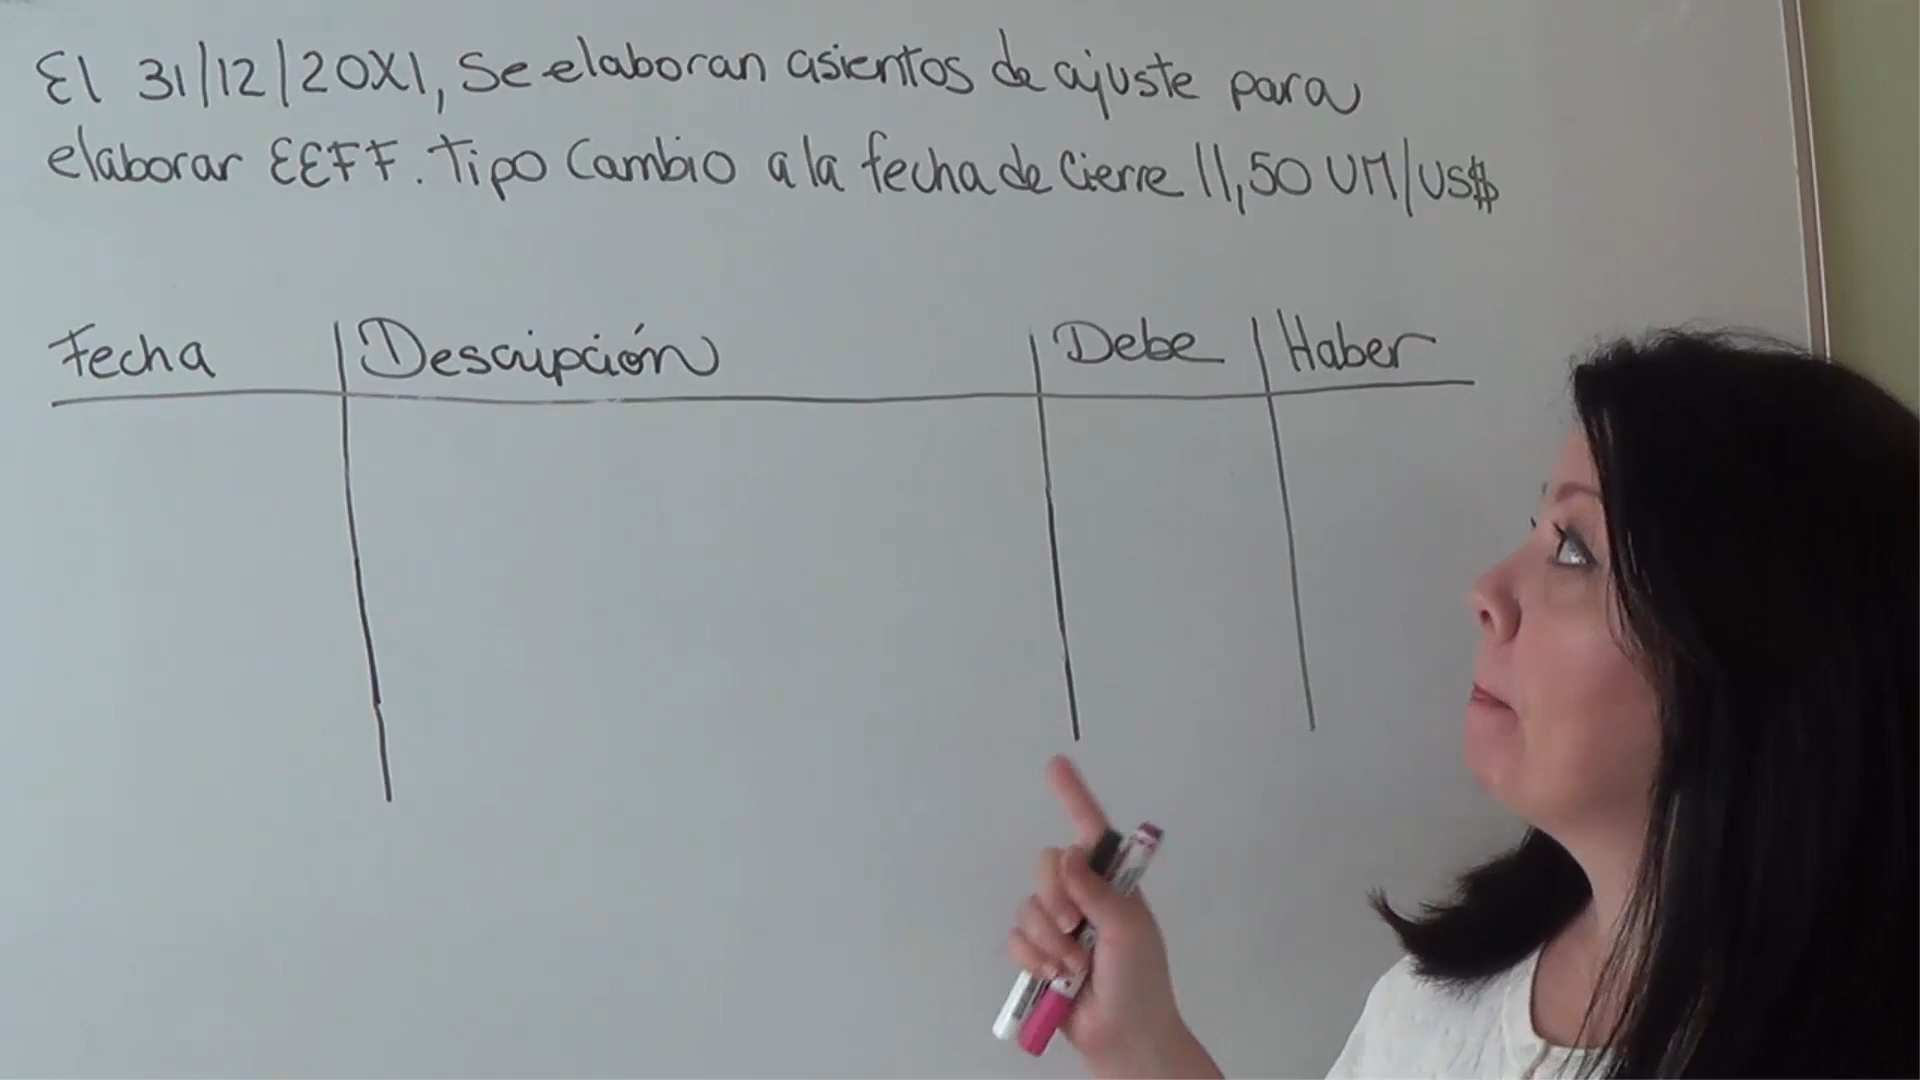 El 31/12/20X1, Se elaboran asientos de ajuste para
elaborar EEFF. Tipo Cambio a la fecha de Cierre 11,50 UM/US$
Fecha Descripción Debe Haber